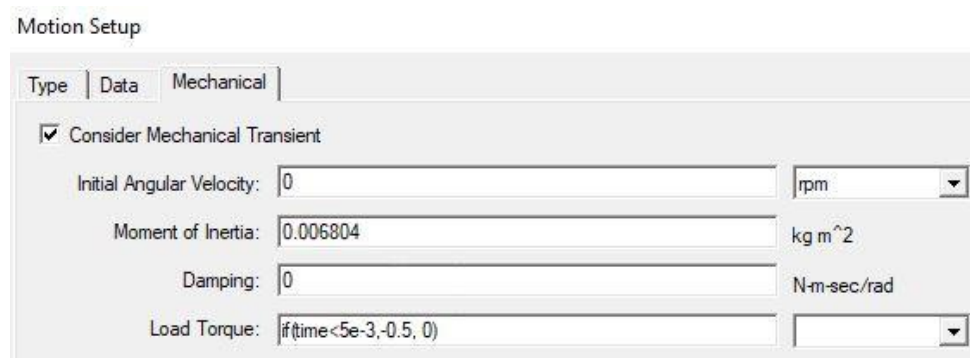 Motion Setup
Type Data Mechanical
Consider Mechanical Transient
Initial Angular Velocity: 0 rpm
Moment of Inertia: 0.006804 kg m^2
Damping: 0 N-m-sec/rad
Load Torque: if(time<5e-3,-0.5, 0)